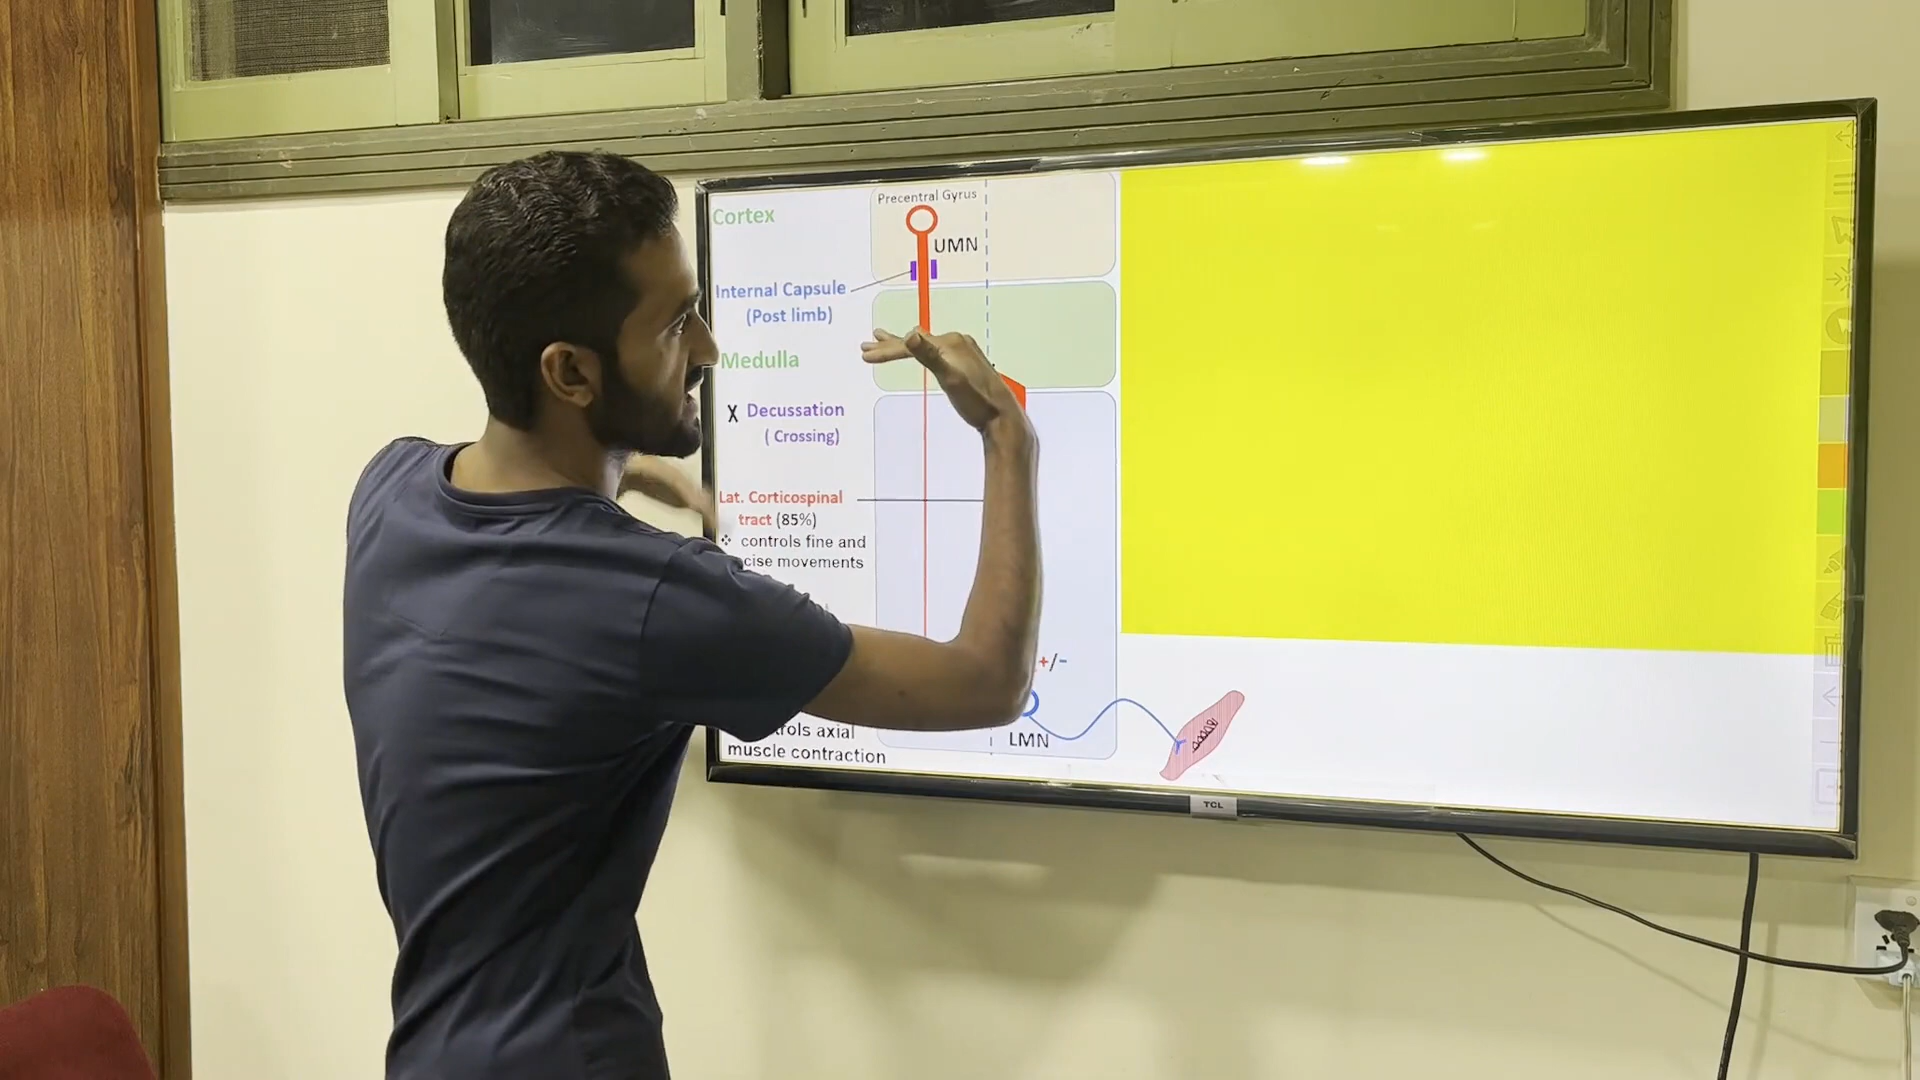 Precentral Gyrus
Cortex
UMN
Internal Capsule
(Post limb)
Medulla
X Decussation
( Crossing)
Lat. Corticospinal
tract (85%)
❖ controls fine and
cise movements
+/-
rols axial
LMN
muscle contraction
TCL